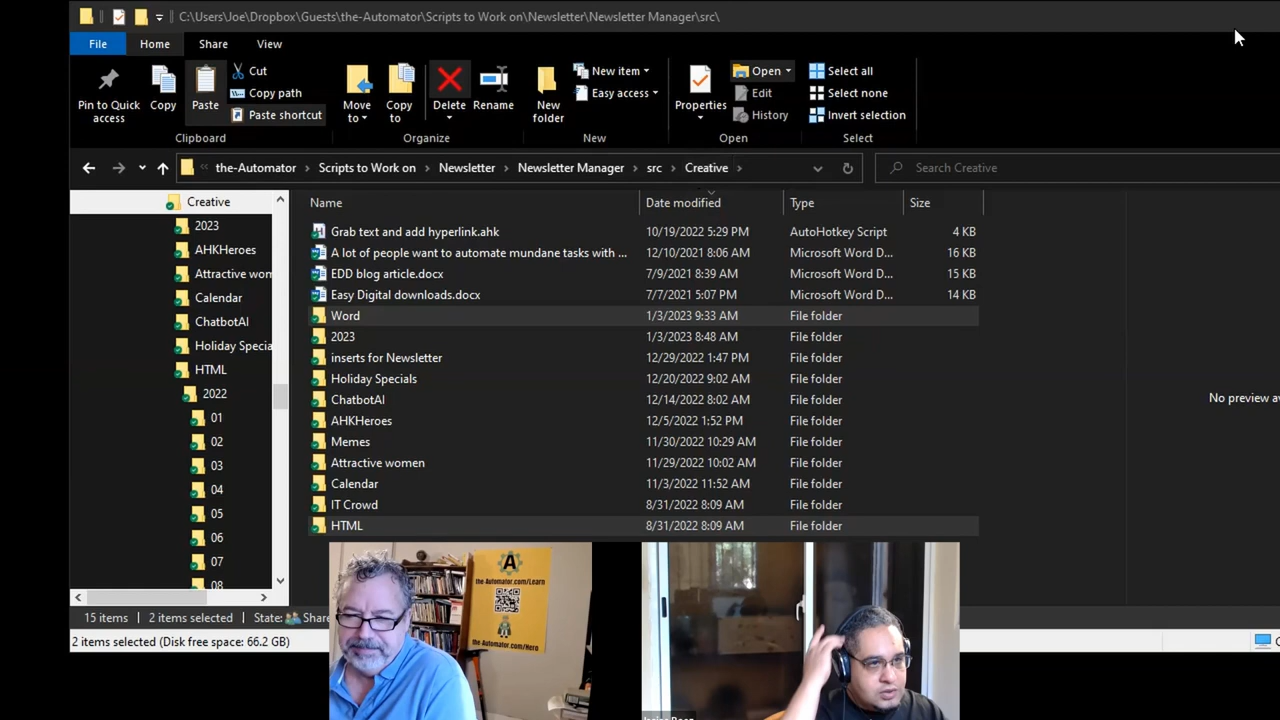 C:\Users\Joe\Dropbox\Guests\the-Automator\Scripts to Work on\Newsletter\Newsletter Manager\src\
File Home Share View
Pin to Quick access
Copy
Paste
Cut
Copy path
Paste shortcut
Clipboard
Move to
Copy to
Delete
Rename
Organize
New folder
New item
Easy access
New
Properties
Open
Edit
History
Open
Select all
Select none
Invert selection
Select
the-Automator > Scripts to Work on > Newsletter > Newsletter Manager > src > Creative >
Search Creative
Creative
2023
AHKHeroes
Attractive wom
Calendar
ChatbotAI
Holiday Specia
HTML
2022
01
02
03
04
05
06
07
08
Name Date modified Type Size
Grab text and add hyperlink.ahk 10/19/2022 5:29 PM AutoHotkey Script 4 KB
A lot of people want to automate mundane tasks with ... 12/10/2021 8:06 AM Microsoft Word D... 16 KB
EDD blog article.docx 7/9/2021 8:39 AM Microsoft Word D... 15 KB
Easy Digital downloads.docx 7/7/2021 5:07 PM Microsoft Word D... 14 KB
Word 1/3/2023 9:33 AM File folder
2023 1/3/2023 8:48 AM File folder
inserts for Newsletter 12/29/2022 1:47 PM File folder
Holiday Specials 12/20/2022 9:02 AM File folder
ChatbotAI 12/14/2022 8:02 AM File folder
AHKHeroes 12/5/2022 1:52 PM File folder
Memes 11/30/2022 10:29 AM File folder
Attractive women 11/29/2022 10:02 AM File folder
Calendar 11/3/2022 11:52 AM File folder
IT Crowd 8/31/2022 8:09 AM File folder
HTML 8/31/2022 8:09 AM File folder
No preview av
15 items 2 items selected State: Share
2 items selected (Disk free space: 66.2 GB)
A
the-Automator.com/Learn
the-Automator.com/Hero